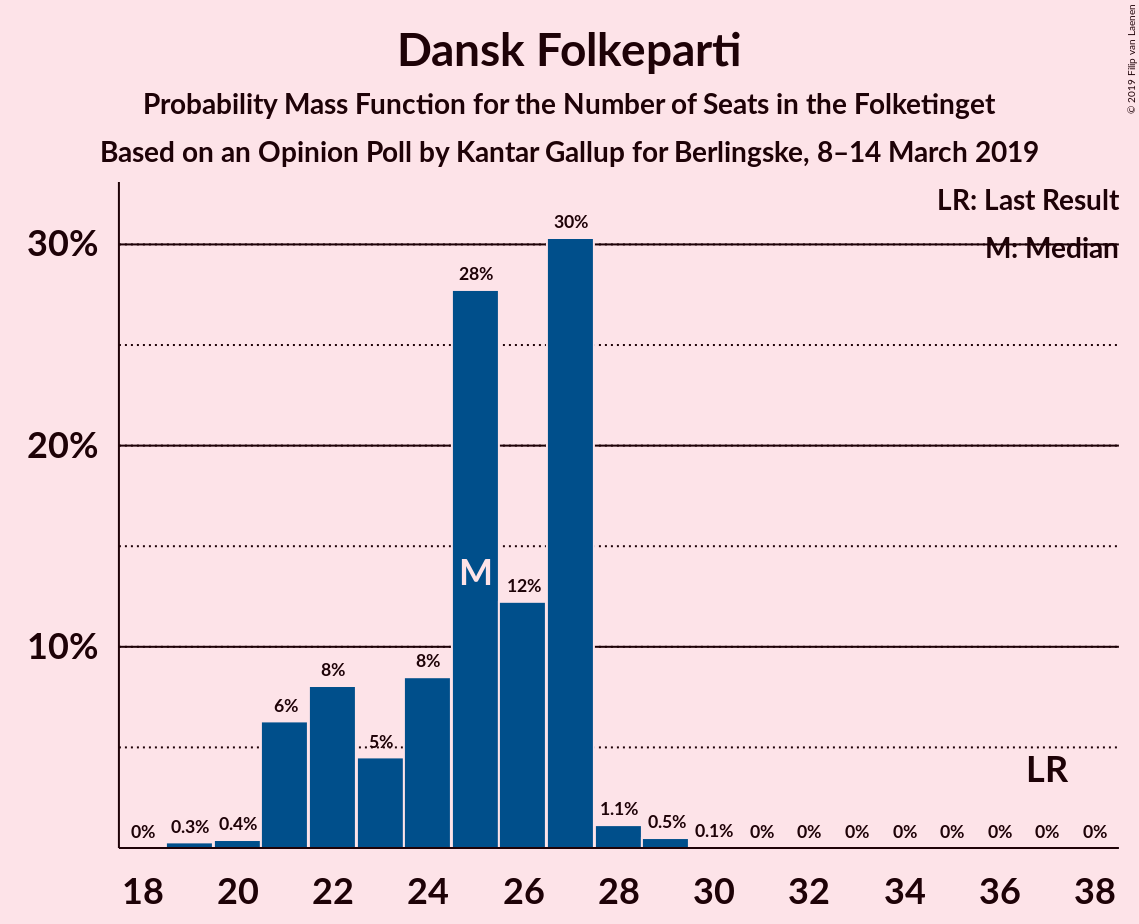 Dansk Folkeparti
Probability Mass Function for the Number of Seats in the Folketinget
Based on an Opinion Poll by Kantar Gallup for Berlingske, 8–14 March 2019
© 2019 Filip van Laenen
LR: Last Result
M: Median
30%
20%
10%
0%
0.3%
0.4%
6%
8%
5%
8%
28%
12%
30%
1.1%
0.5%
0.1%
0%
0%
0%
0%
0%
0%
0%
0%
M
LR
18 20 22 24 26 28 30 32 34 36 38